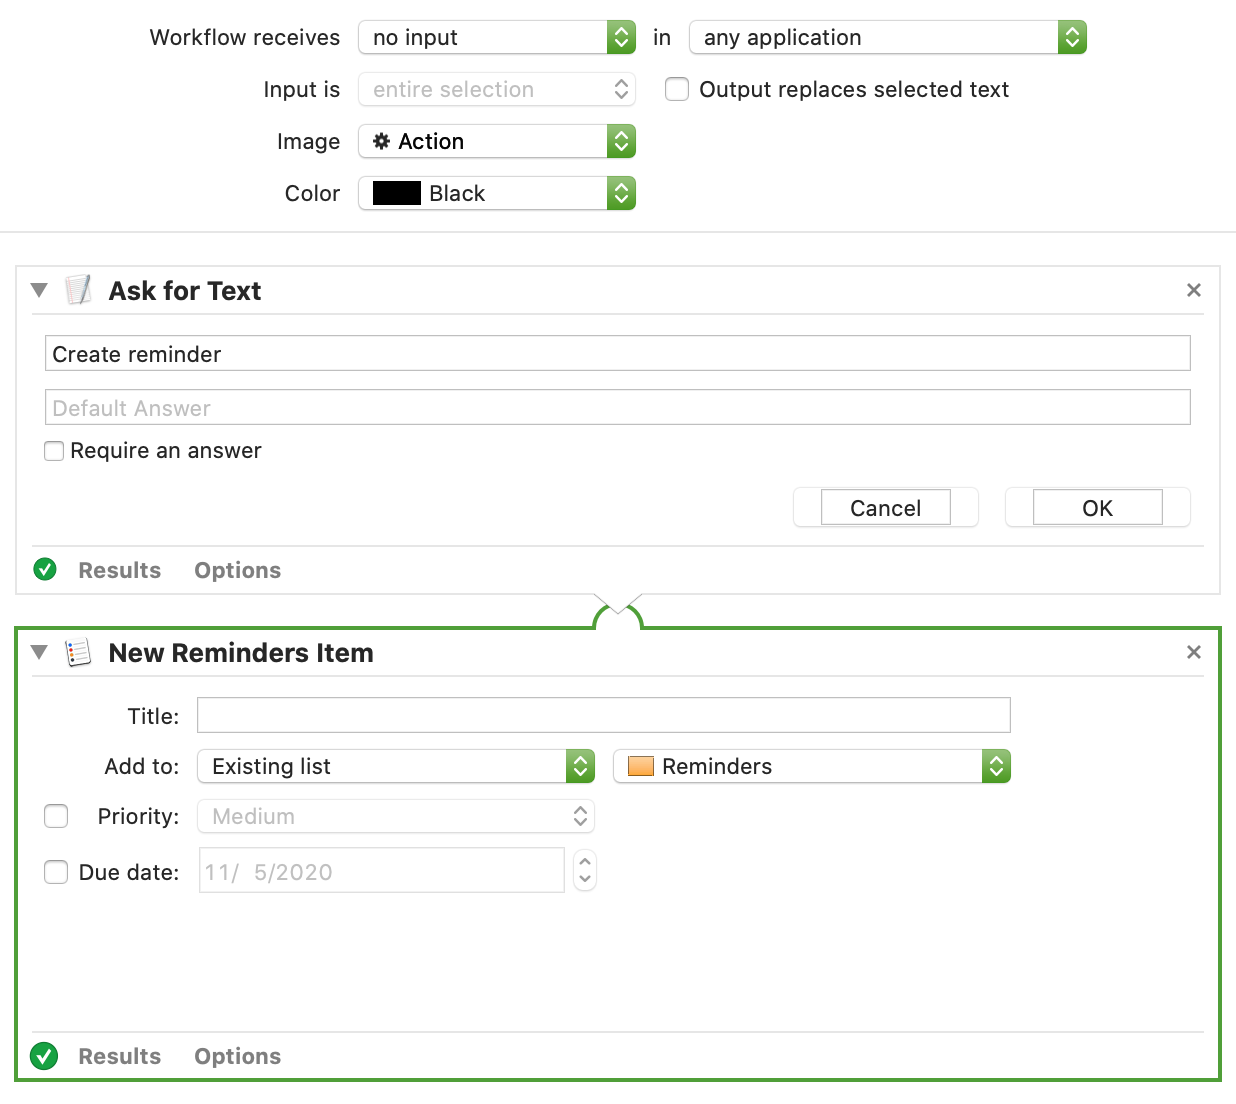 Workflow receives no input in any application
Input is entire selection Output replaces selected text
Image Action
Color Black
Ask for Text
Create reminder
Default Answer
Require an answer
Cancel OK
Results Options
New Reminders Item
Title:
Add to: Existing list Reminders
Priority: Medium
Due date: 11/ 5/2020
Results Options